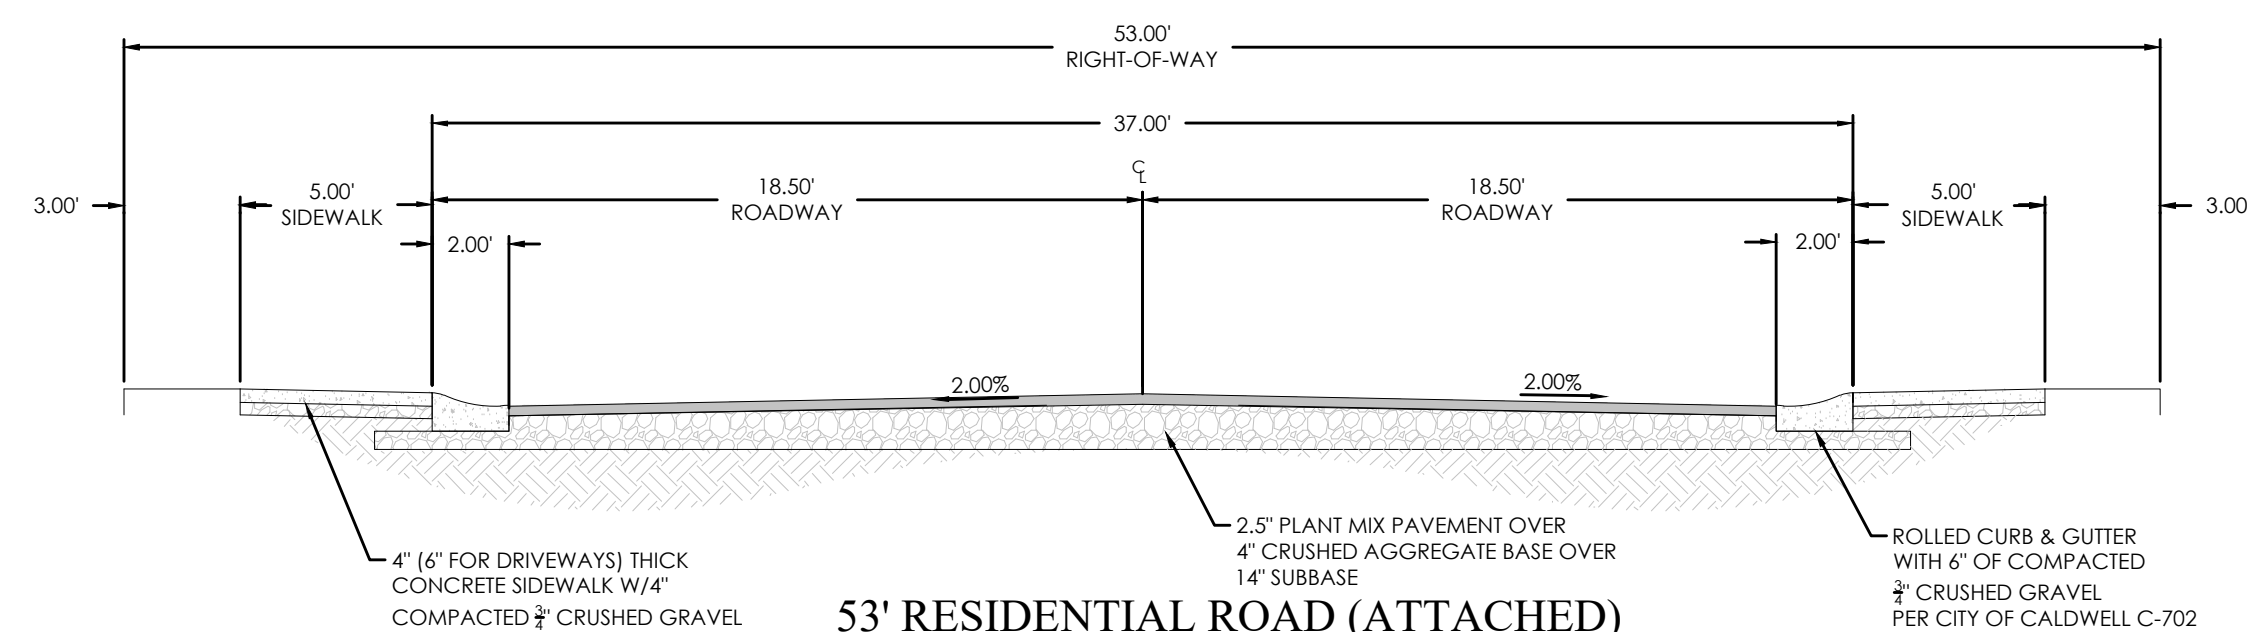 53.00'
RIGHT-OF-WAY
37.00'
℄
3.00'
5.00'
SIDEWALK
18.50'
ROADWAY
18.50'
ROADWAY
5.00'
SIDEWALK
3.00
2.00'
2.00'
2.00%
2.00%
4" (6" FOR DRIVEWAYS) THICK
CONCRETE SIDEWALK W/4"
COMPACTED 3/4" CRUSHED GRAVEL
2.5" PLANT MIX PAVEMENT OVER
4" CRUSHED AGGREGATE BASE OVER
14" SUBBASE
ROLLED CURB & GUTTER
WITH 6" OF COMPACTED
3/4" CRUSHED GRAVEL
PER CITY OF CALDWELL C-702
53' RESIDENTIAL ROAD (ATTACHED)